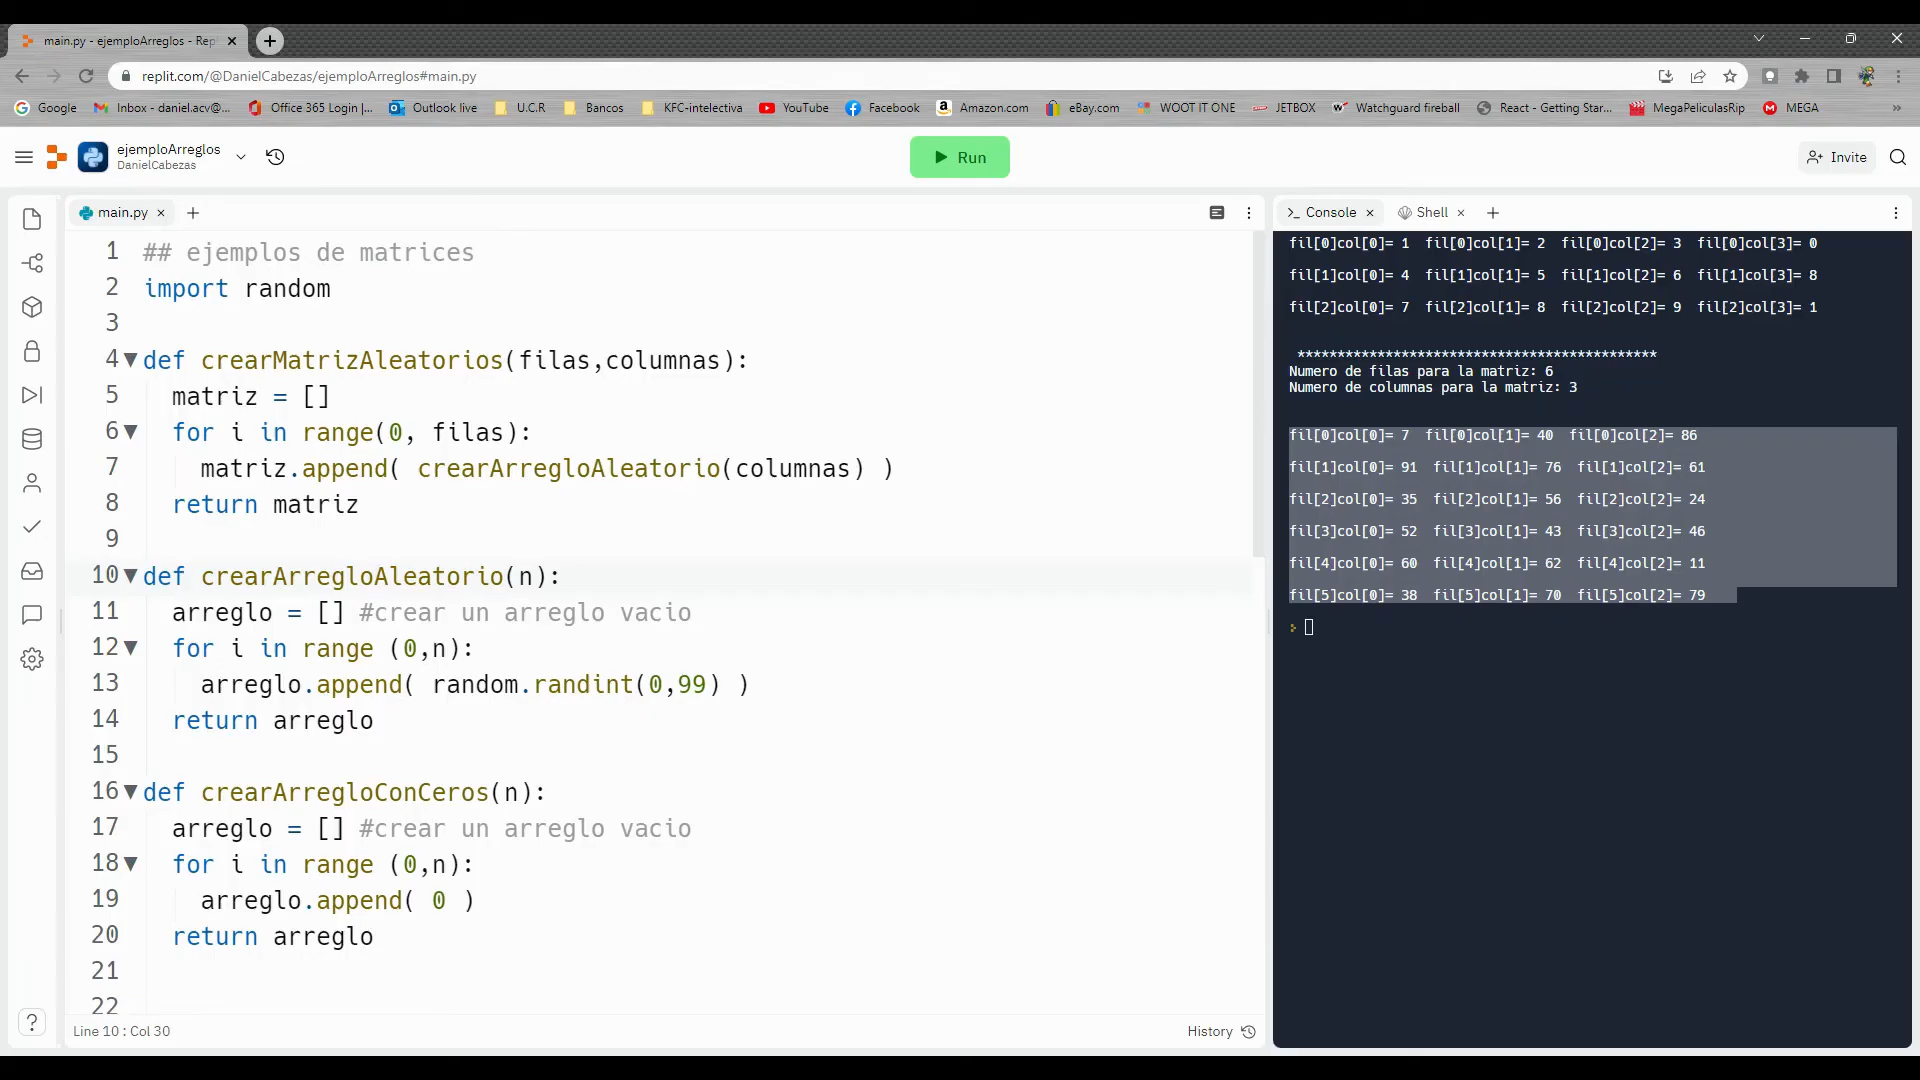 main.py - ejemploArreglos - Rep
replit.com/@DanielCabezas/ejemploArreglos#main.py
Google Inbox - daniel.acv@... Office 365 Login |... Outlook live U.C.R Bancos KFC-intelectiva YouTube Facebook Amazon.com eBay.com WOOT IT ONE JETBOX Watchguard fireball React - Getting Star... MegaPeliculasRip MEGA »
ejemploArreglos
DanielCabezas
Run
Invite
main.py
1 ## ejemplos de matrices
2 import random
3
4 def crearMatrizAleatorios(filas,columnas):
5 matriz = []
6 for i in range(0, filas):
7 matriz.append( crearArregloAleatorio(columnas) )
8 return matriz
9
10 def crearArregloAleatorio(n):
11 arreglo = [] #crear un arreglo vacio
12 for i in range (0,n):
13 arreglo.append( random.randint(0,99) )
14 return arreglo
15
16 def crearArregloConCeros(n):
17 arreglo = [] #crear un arreglo vacio
18 for i in range (0,n):
19 arreglo.append( 0 )
20 return arreglo
21
22
Line 10 : Col 30
History
Console Shell
fil[0]col[0]= 1 fil[0]col[1]= 2 fil[0]col[2]= 3 fil[0]col[3]= 0
fil[1]col[0]= 4 fil[1]col[1]= 5 fil[1]col[2]= 6 fil[1]col[3]= 8
fil[2]col[0]= 7 fil[2]col[1]= 8 fil[2]col[2]= 9 fil[2]col[3]= 1
*********************************************
Numero de filas para la matriz: 6
Numero de columnas para la matriz: 3
fil[0]col[0]= 7 fil[0]col[1]= 40 fil[0]col[2]= 86
fil[1]col[0]= 91 fil[1]col[1]= 76 fil[1]col[2]= 61
fil[2]col[0]= 35 fil[2]col[1]= 56 fil[2]col[2]= 24
fil[3]col[0]= 52 fil[3]col[1]= 43 fil[3]col[2]= 46
fil[4]col[0]= 60 fil[4]col[1]= 62 fil[4]col[2]= 11
fil[5]col[0]= 38 fil[5]col[1]= 70 fil[5]col[2]= 79